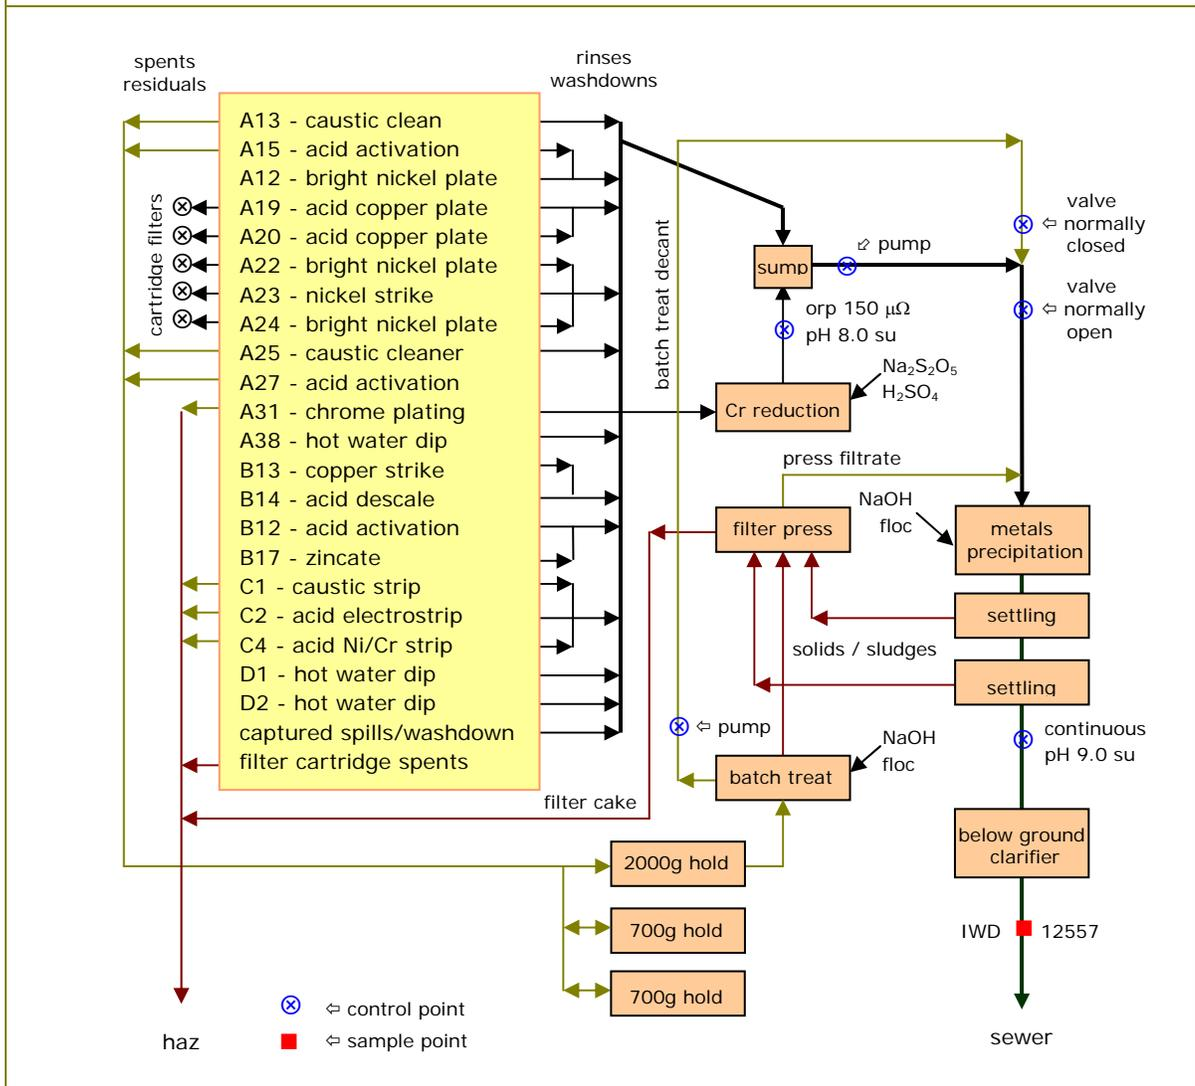 spents
residuals
rinses
washdowns
A13 - caustic clean
A15 - acid activation
A12 - bright nickel plate
A19 - acid copper plate
A20 - acid copper plate
A22 - bright nickel plate
A23 - nickel strike
A24 - bright nickel plate
A25 - caustic cleaner
A27 - acid activation
A31 - chrome plating
A38 - hot water dip
B13 - copper strike
B14 - acid descale
B12 - acid activation
B17 - zincate
C1 - caustic strip
C2 - acid electrostrip
C4 - acid Ni/Cr strip
D1 - hot water dip
D2 - hot water dip
captured spills/washdown
filter cartridge spents
cartridge filters
batch treat decant
sump
⬃ pump
valve
⇦ normally
closed
valve
⇦ normally
open
orp 150 μΩ
pH 8.0 su
Na₂S₂O₅
H₂SO₄
Cr reduction
press filtrate
NaOH
floc
filter press
metals
precipitation
settling
solids / sludges
settling
⇦ pump
continuous
pH 9.0 su
NaOH
floc
batch treat
filter cake
below ground
clarifier
2000g hold
700g hold
700g hold
IWD 12557
haz
⇦ control point
⇦ sample point
sewer